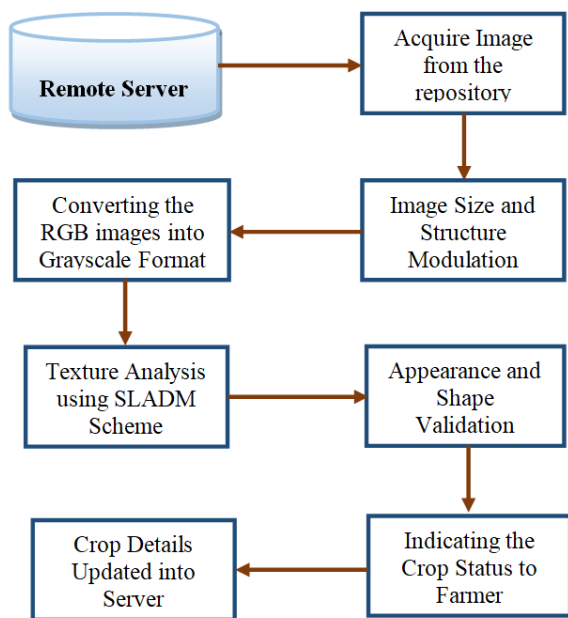 Remote Server
Acquire Image
from the
repository
Image Size and
Structure
Modulation
Converting the
RGB images into
Grayscale Format
Texture Analysis
using SLADM
Scheme
Appearance and
Shape
Validation
Indicating the
Crop Status to
Farmer
Crop Details
Updated into
Server